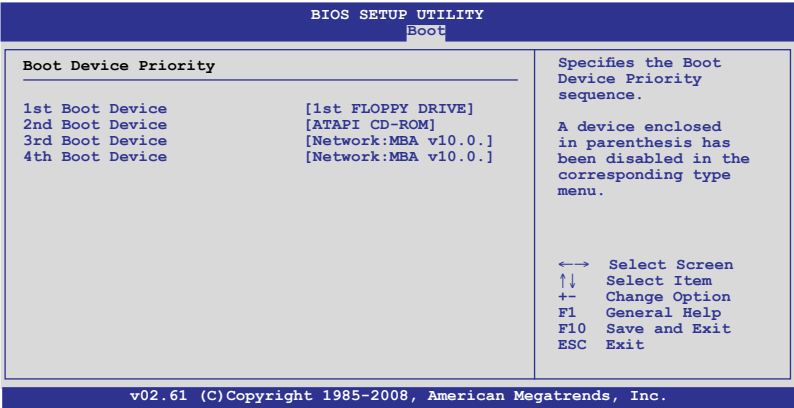 BIOS SETUP UTILITY
Boot
Boot Device Priority
1st Boot Device [1st FLOPPY DRIVE]
2nd Boot Device [ATAPI CD-ROM]
3rd Boot Device [Network:MBA v10.0.]
4th Boot Device [Network:MBA v10.0.]
Specifies the Boot
Device Priority
sequence.
A device enclosed
in parenthesis has
been disabled in the
corresponding type
menu.
←→ Select Screen
↑↓ Select Item
+- Change Option
F1 General Help
F10 Save and Exit
ESC Exit
v02.61 (C)Copyright 1985-2008, American Megatrends, Inc.